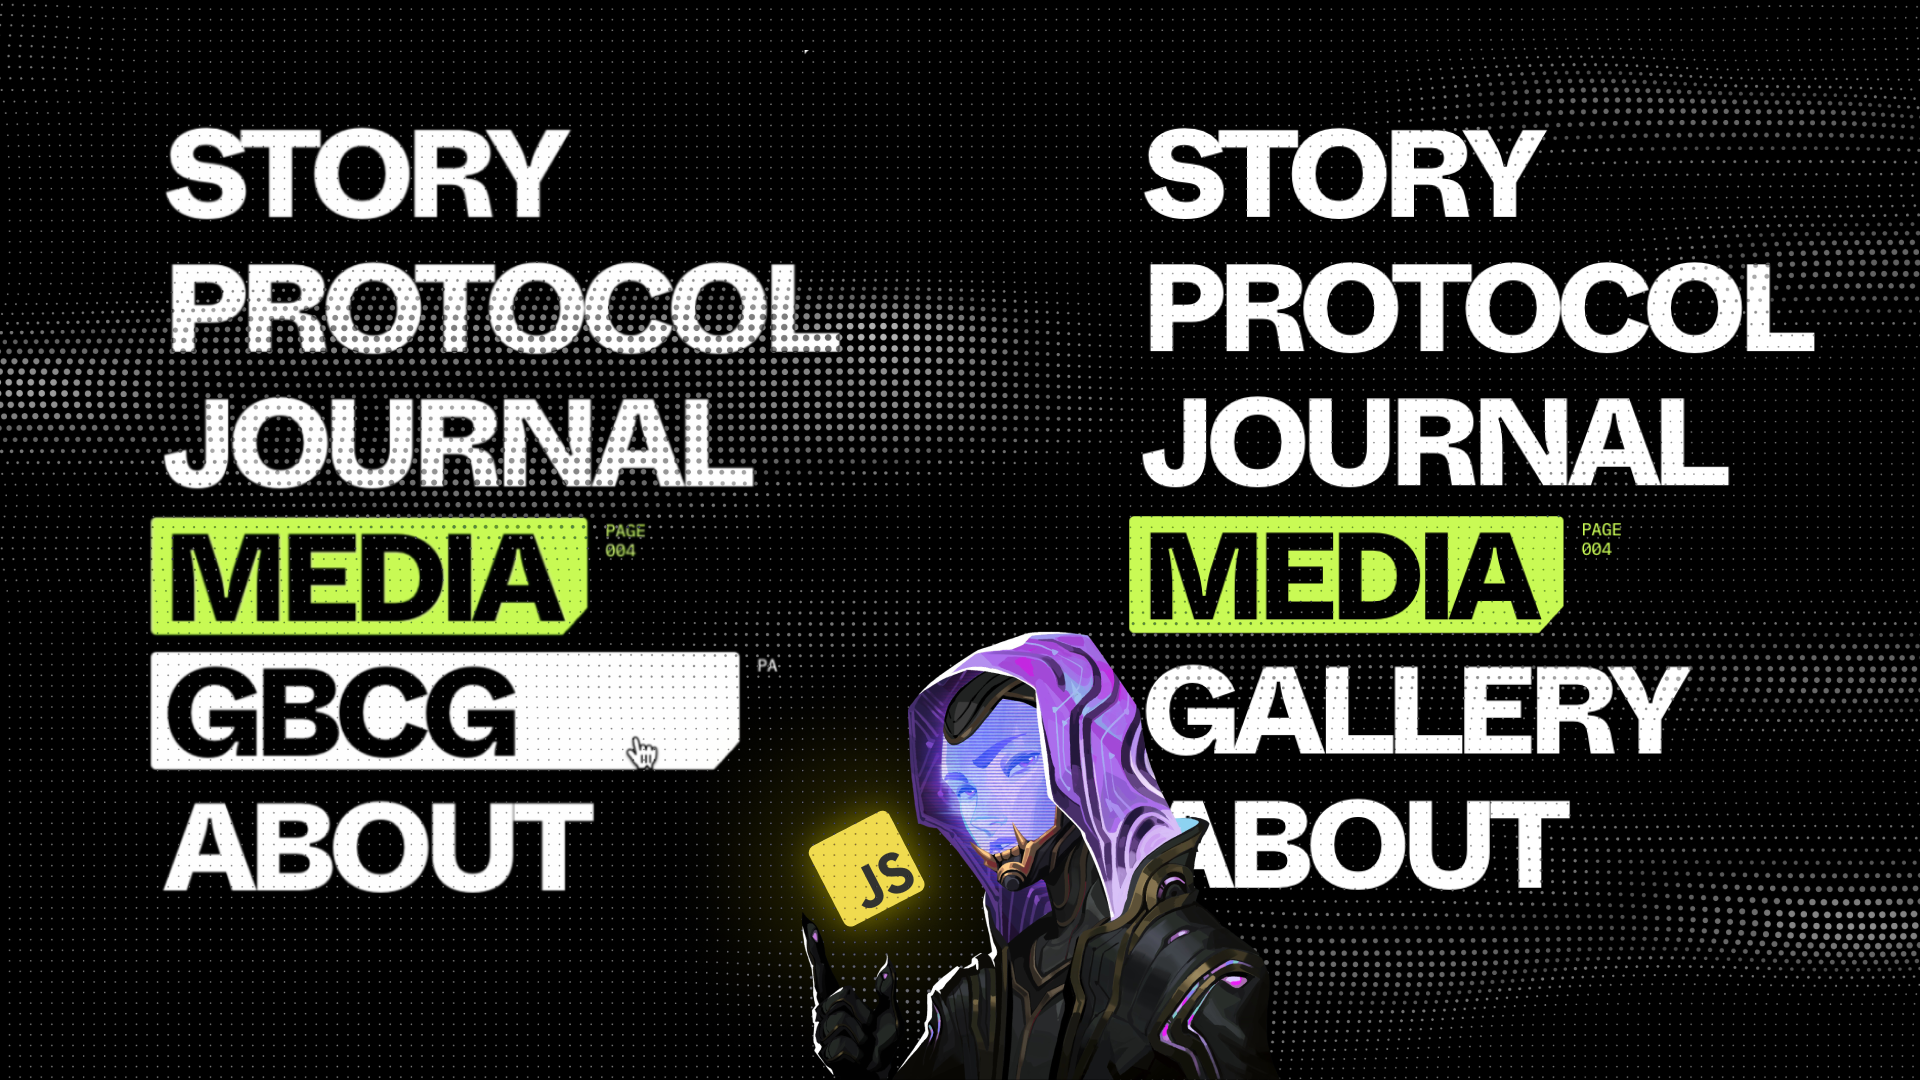 STORY
PROTOCOL
JOURNAL
MEDIA
PAGE
004
GBCG
PA
ABOUT
JS
STORY
PROTOCOL
JOURNAL
MEDIA
PAGE
004
GALLERY
ABOUT